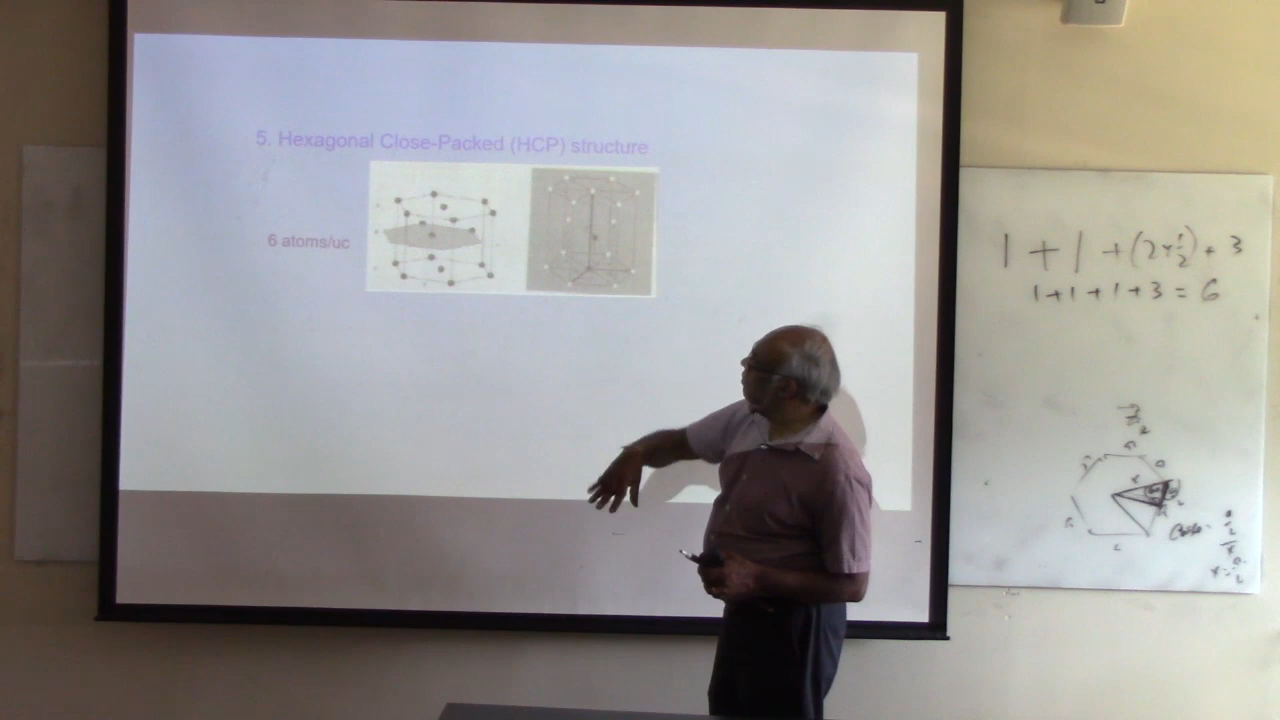 5. Hexagonal Close-Packed (HCP) structure
6 atoms/uc
1 + 1 + (2×1/2) + 3
1+1+1+3 = 6